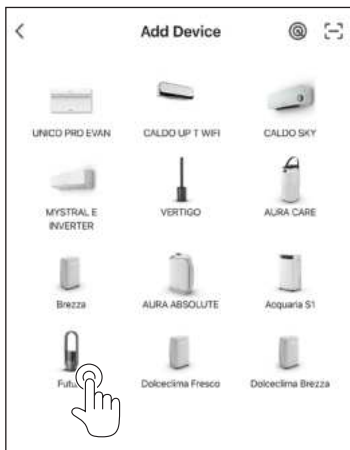 Add Device
UNICO PRO EVAN
CALDO UP T WIFI
CALDO SKY
MYSTRAL E
INVERTER
VERTIGO
AURA CARE
Brezza
AURA ABSOLUTE
Acquaria S1
Dolceclima Fresco
Dolceclima Brezza